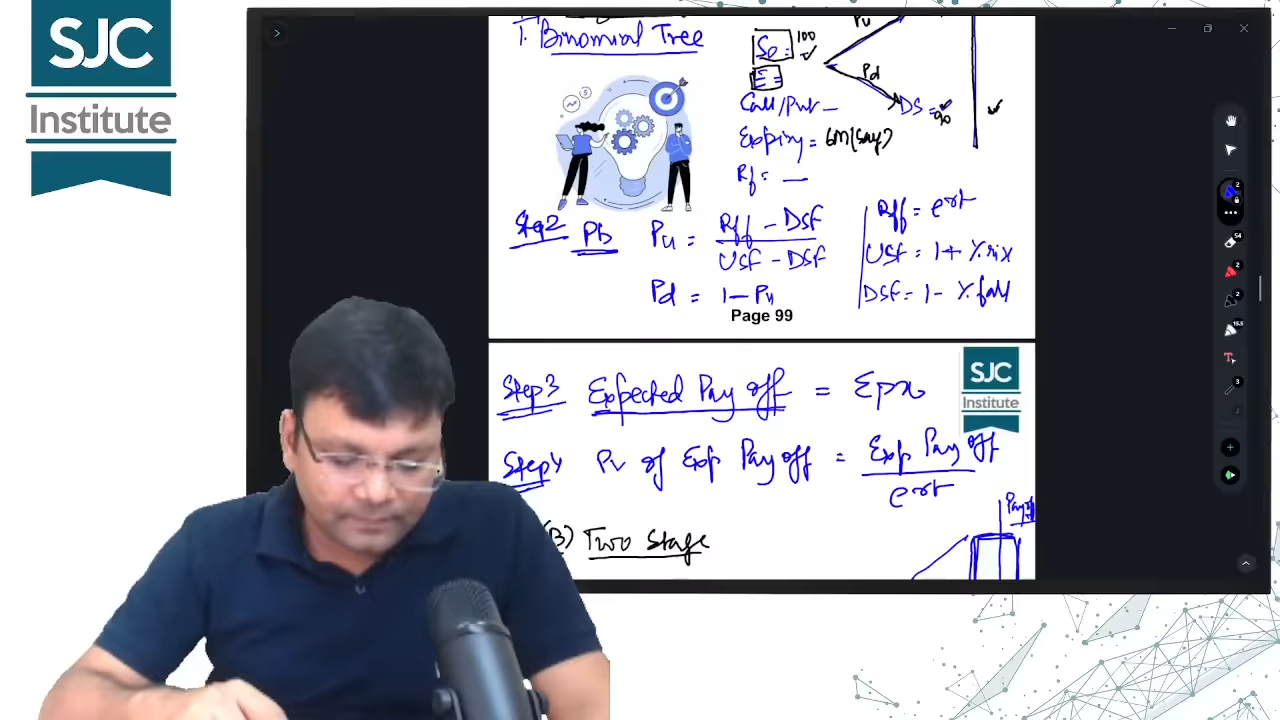 SJC
Institute
1. Binomial Tree
Pu
S0 = 100
E =
Pd
DS = 90
Call/Put -
Expiry = 6M (Say)
Rf = -
Step 2 Pb Pu = Rff - DSF
USF - DSF
Pd = 1 - Pu
Rff = ert
USF = 1 + % rise
DSF = 1 - % fall
Page 99
Step 3 Expected Pay off = Σpx
SJC
Institute
Step 4 Pv of Exp Pay off = Exp Pay off
ert
(B) Two Stage
Pay off